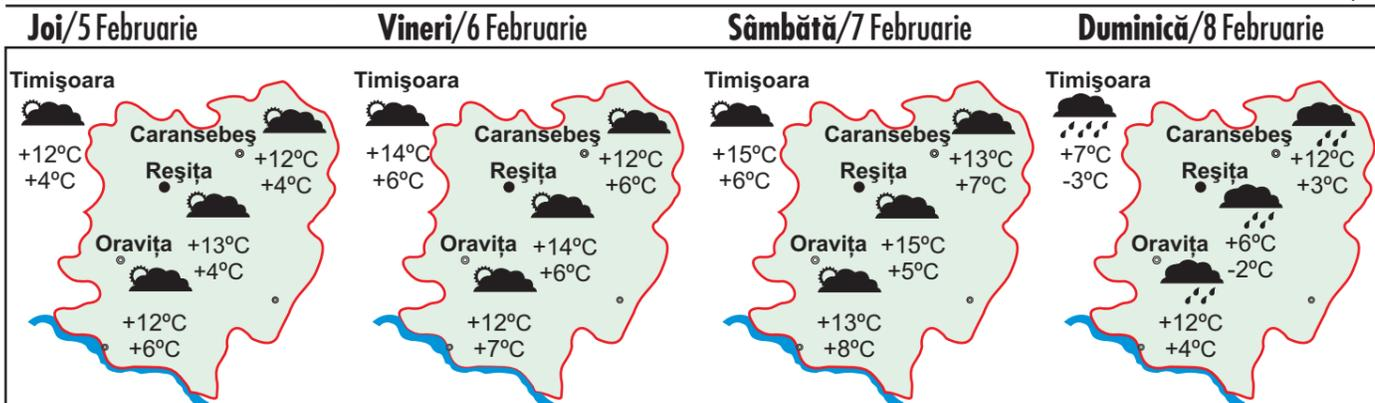 Joi/5 Februarie
Timişoara
+12ºC
+4ºC
Caransebeş
+12ºC
+4ºC
Reşiţa
+13ºC
+4ºC
Oraviţa
+12ºC
+6ºC
Vineri/6 Februarie
Timişoara
+14ºC
+6ºC
Caransebeş
+12ºC
+6ºC
Reşiţa
+14ºC
+6ºC
Oraviţa
+12ºC
+7ºC
Sâmbătă/7 Februarie
Timişoara
+15ºC
+6ºC
Caransebeş
+13ºC
+7ºC
Reşiţa
+15ºC
+5ºC
Oraviţa
+13ºC
+8ºC
Duminică/8 Februarie
Timişoara
+7ºC
-3ºC
Caransebeş
+12ºC
+3ºC
Reşiţa
+6ºC
-2ºC
Oraviţa
+12ºC
+4ºC